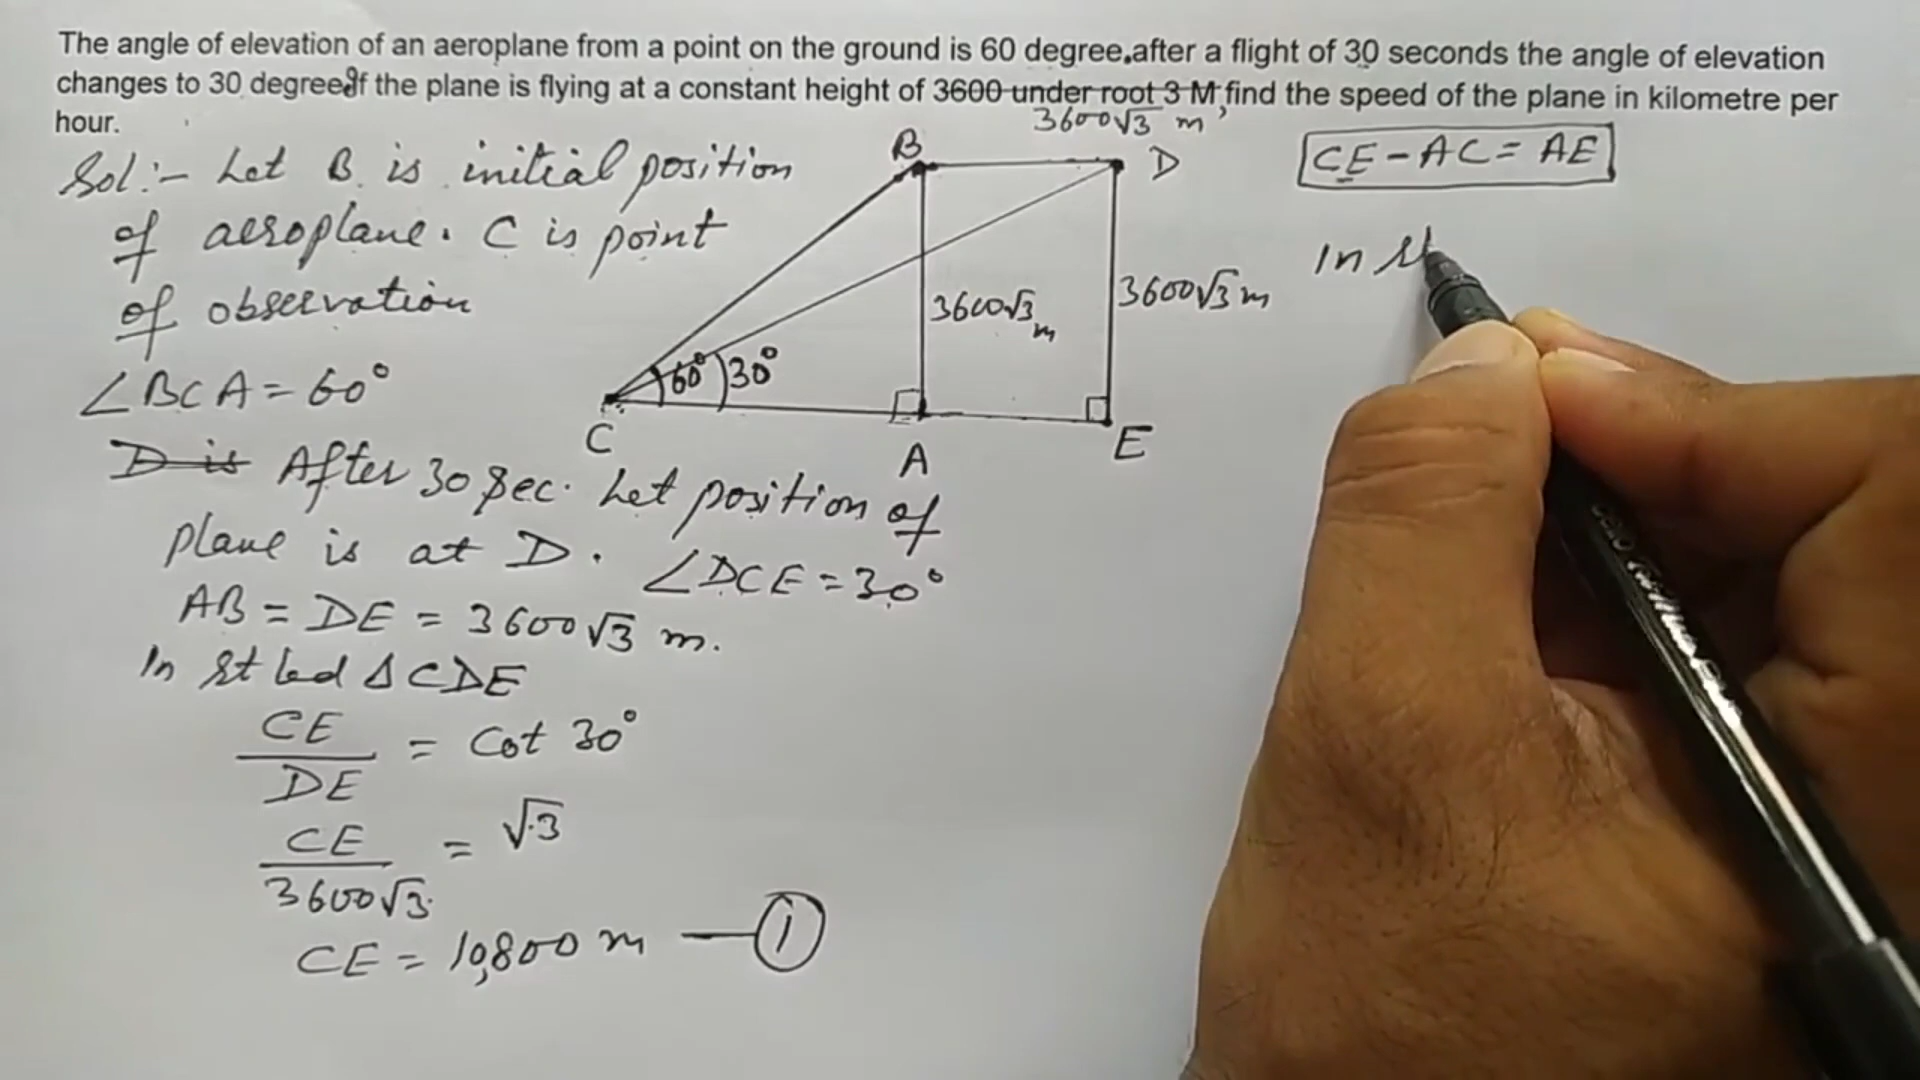 The angle of elevation of an aeroplane from a point on the ground is 60 degree.after a flight of 30 seconds the angle of elevation
changes to 30 degree.If the plane is flying at a constant height of 3600 under root 3 M,find the speed of the plane in kilometre per
hour.
3600√3 m,
Sol:- Let B is initial position
of aeroplane. C is point
of observation
∠BCA = 60°
D is After 30 sec. Let position of
plane is at D. ∠DCE = 30°
AB = DE = 3600√3 m.
In rt led Δ CDE
CE/DE = Cot 30°
CE/3600√3 = √3
CE = 10,800 m — 1
B
D
3600√3 m
3600√3 m
60° 30°
C
A
E
CE - AC = AE
In